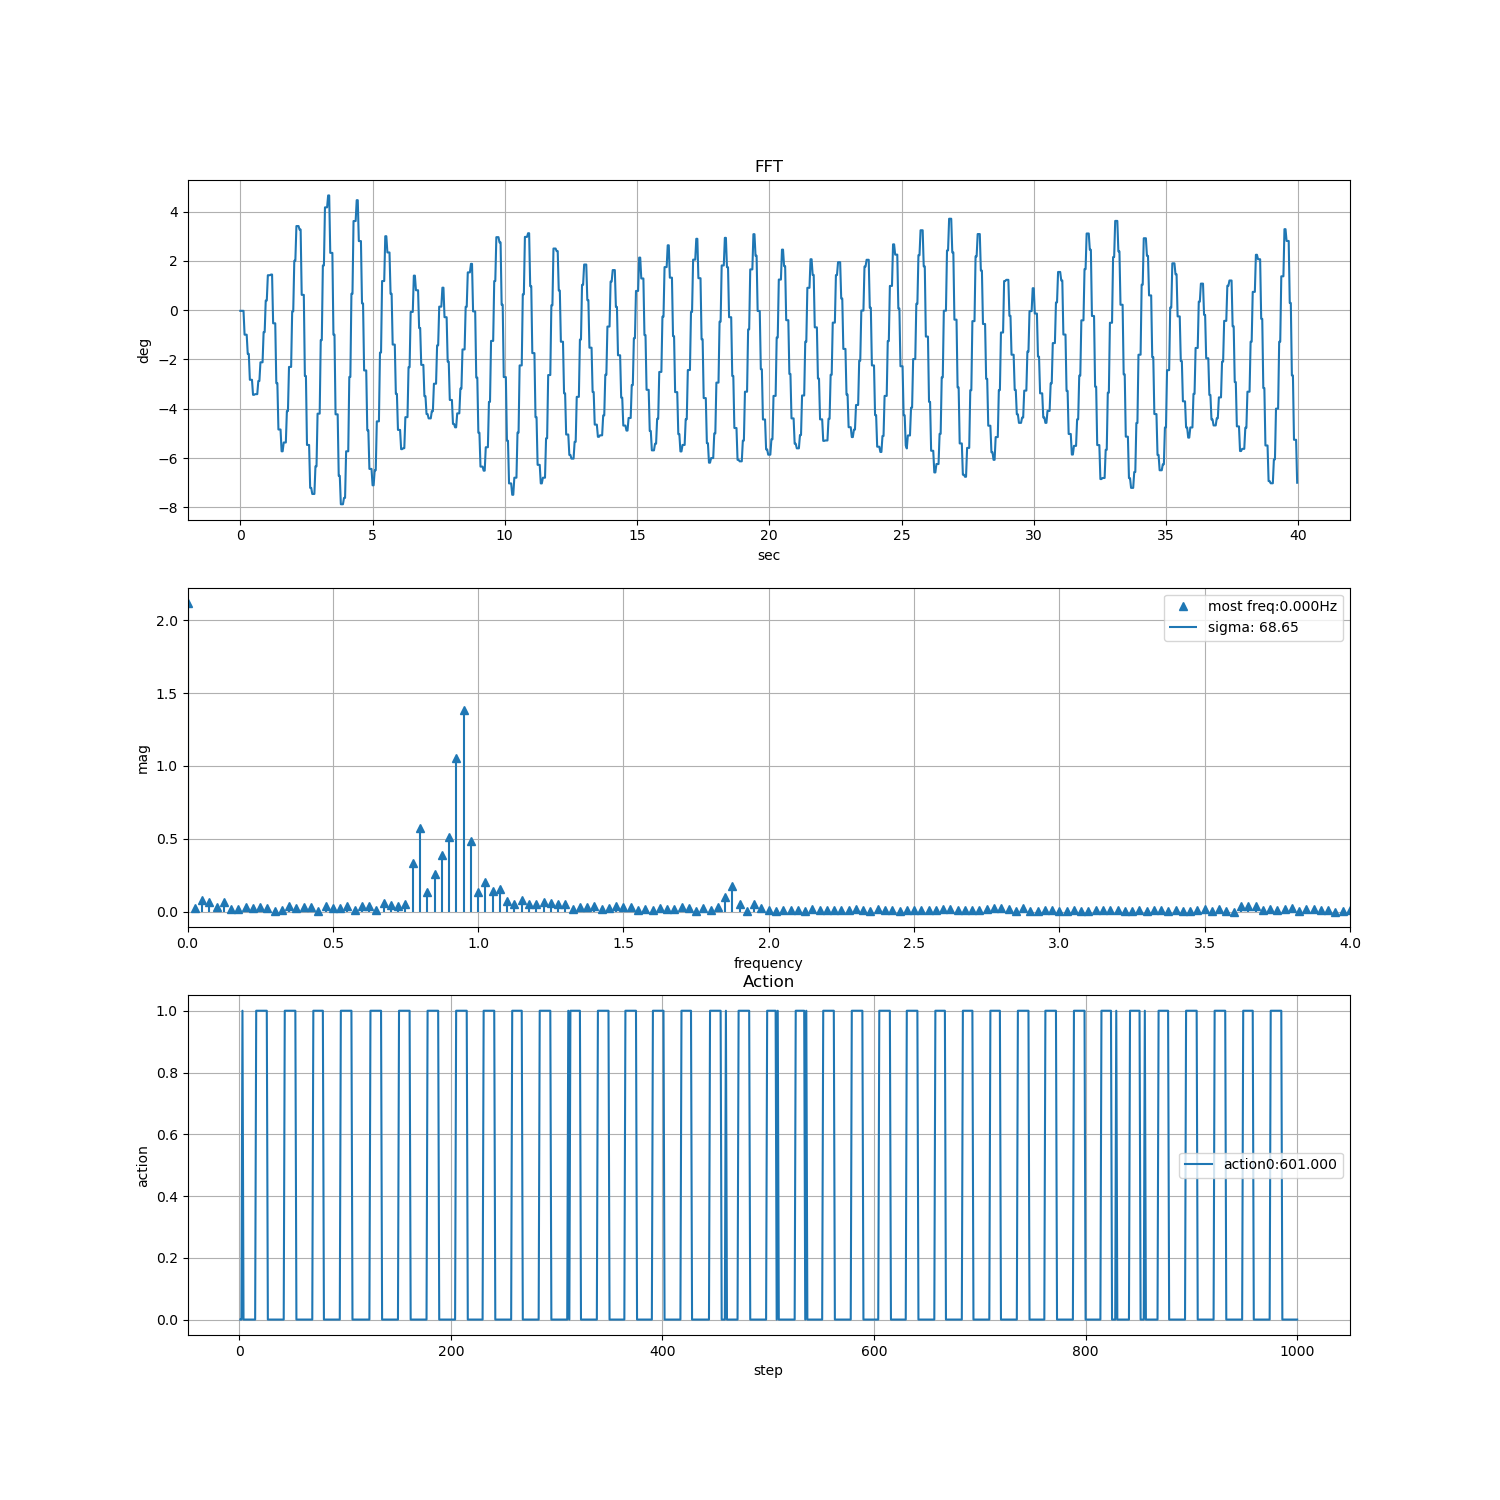 FFT
4
2
0
−2
−4
−6
−8
deg
0 5 10 15 20 25 30 35 40
sec
2.0
1.5
1.0
0.5
0.0
mag
most freq:0.000Hz
sigma: 68.65
0.0 0.5 1.0 1.5 2.0 2.5 3.0 3.5 4.0
frequency
Action
1.0
0.8
0.6
0.4
0.2
0.0
action
action0:601.000
0 200 400 600 800 1000
step